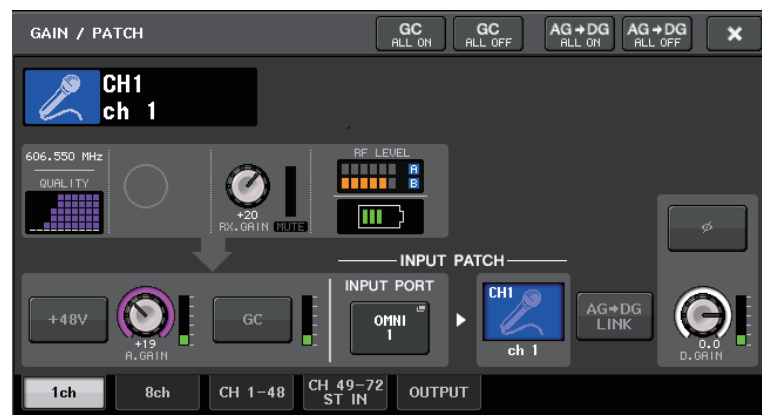 GAIN / PATCH
GC
ALL ON
GC
ALL OFF
AG→DG
ALL ON
AG→DG
ALL OFF
CH1
ch 1
606.550 MHz
QUALITY
+20
RX.GAIN MUTE
RF LEVEL
A
B
INPUT PATCH
+48V
+19
A.GAIN
GC
INPUT PORT
OMNI
1
CH1
ch 1
AG→DG
LINK
ø
0.0
D.GAIN
1ch
8ch
CH 1-48
CH 49-72
ST IN
OUTPUT